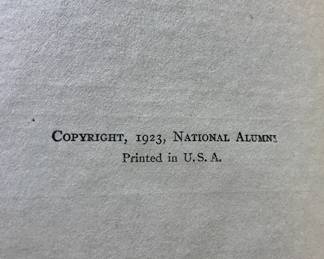 COPYRIGHT, 1923, NATIONAL ALUMNI
Printed in U. S. A.